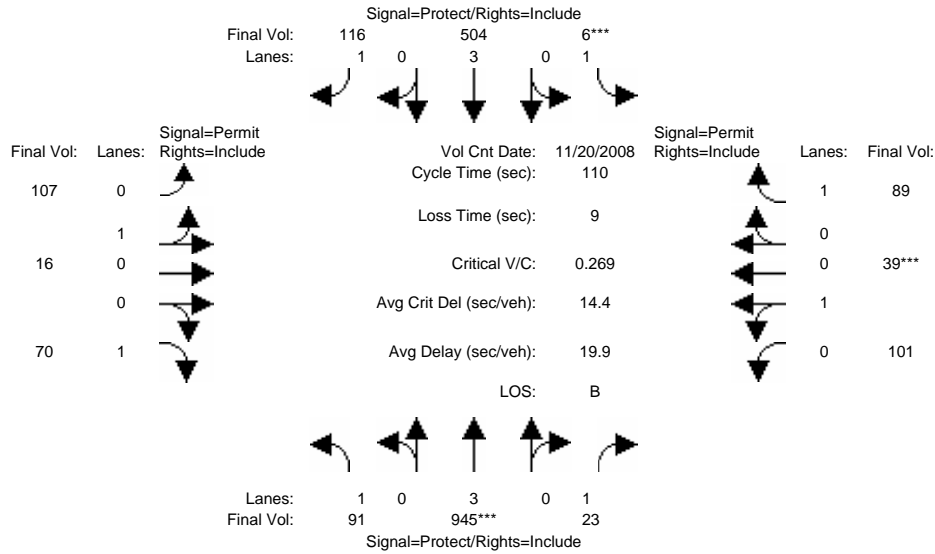 Signal=Protect/Rights=Include
Final Vol: 116 504 6***
Lanes: 1 0 3 0 1
Signal=Permit Signal=Permit
Final Vol: Lanes: Rights=Include Vol Cnt Date: 11/20/2008 Rights=Include Lanes: Final Vol:
Cycle Time (sec): 110
107 0 1 89
Loss Time (sec): 9
1 0
16 0 Critical V/C: 0.269 0 39***
0 Avg Crit Del (sec/veh): 14.4 1
70 1 Avg Delay (sec/veh): 19.9 0 101
LOS: B
Lanes: 1 0 3 0 1
Final Vol: 91 945*** 23
Signal=Protect/Rights=Include